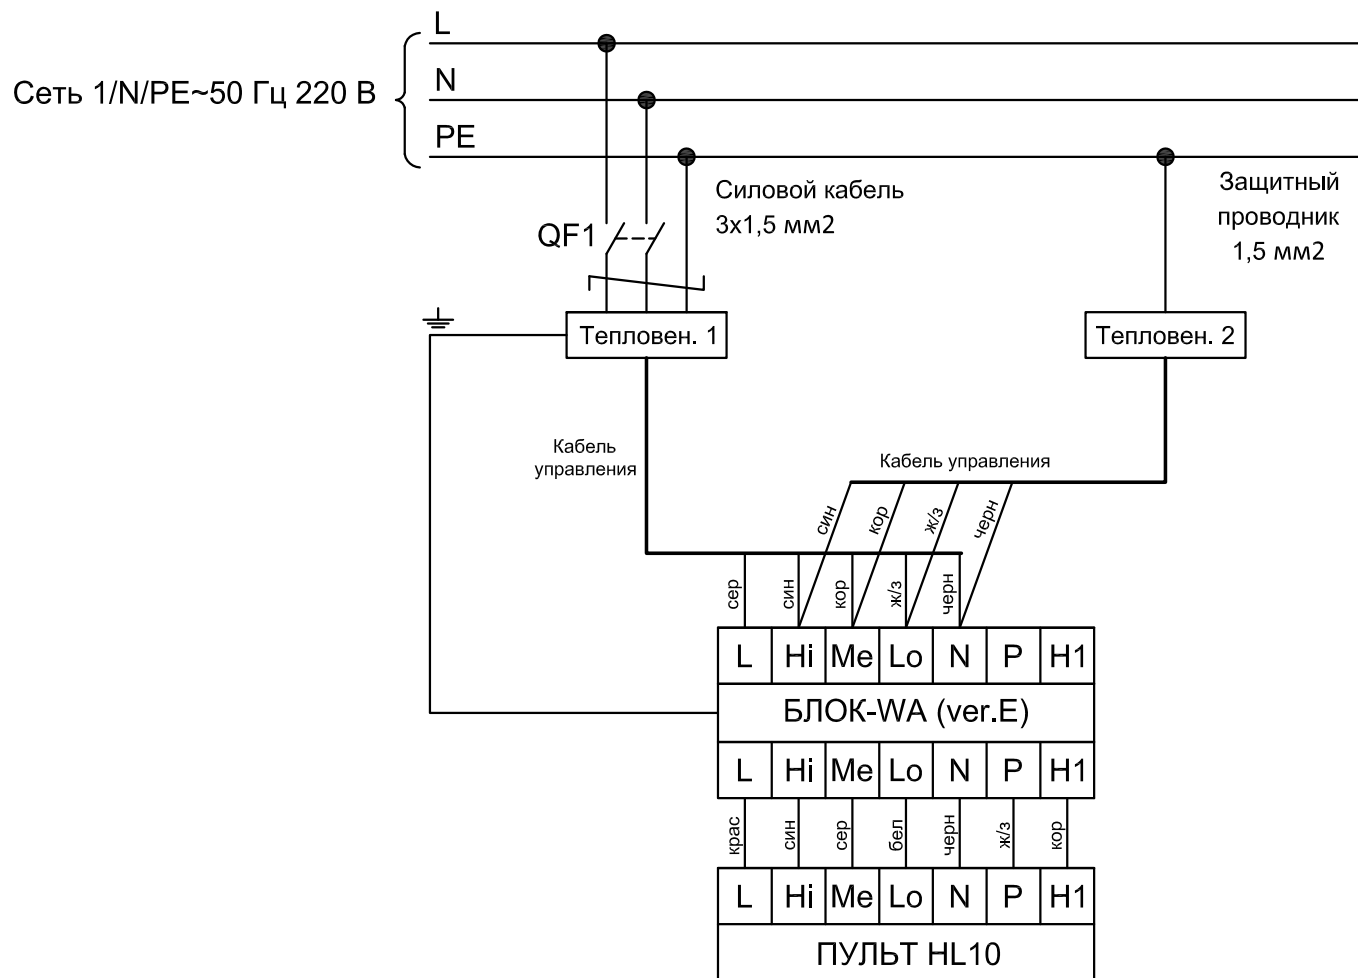 L
Сеть 1/N/PE~50 Гц 220 В
N
PE
Силовой кабель
3х1,5 мм2
Защитный
проводник
1,5 мм2
QF1
Тепловен. 1
Тепловен. 2
Кабель
управления
Кабель управления
син
кор
ж/з
черн
сер
син
кор
ж/з
черн
L Hi Me Lo N P H1
БЛОК-WA (ver.E)
L Hi Me Lo N P H1
крас
син
сер
бел
черн
ж/з
кор
L Hi Me Lo N P H1
ПУЛЬТ HL10